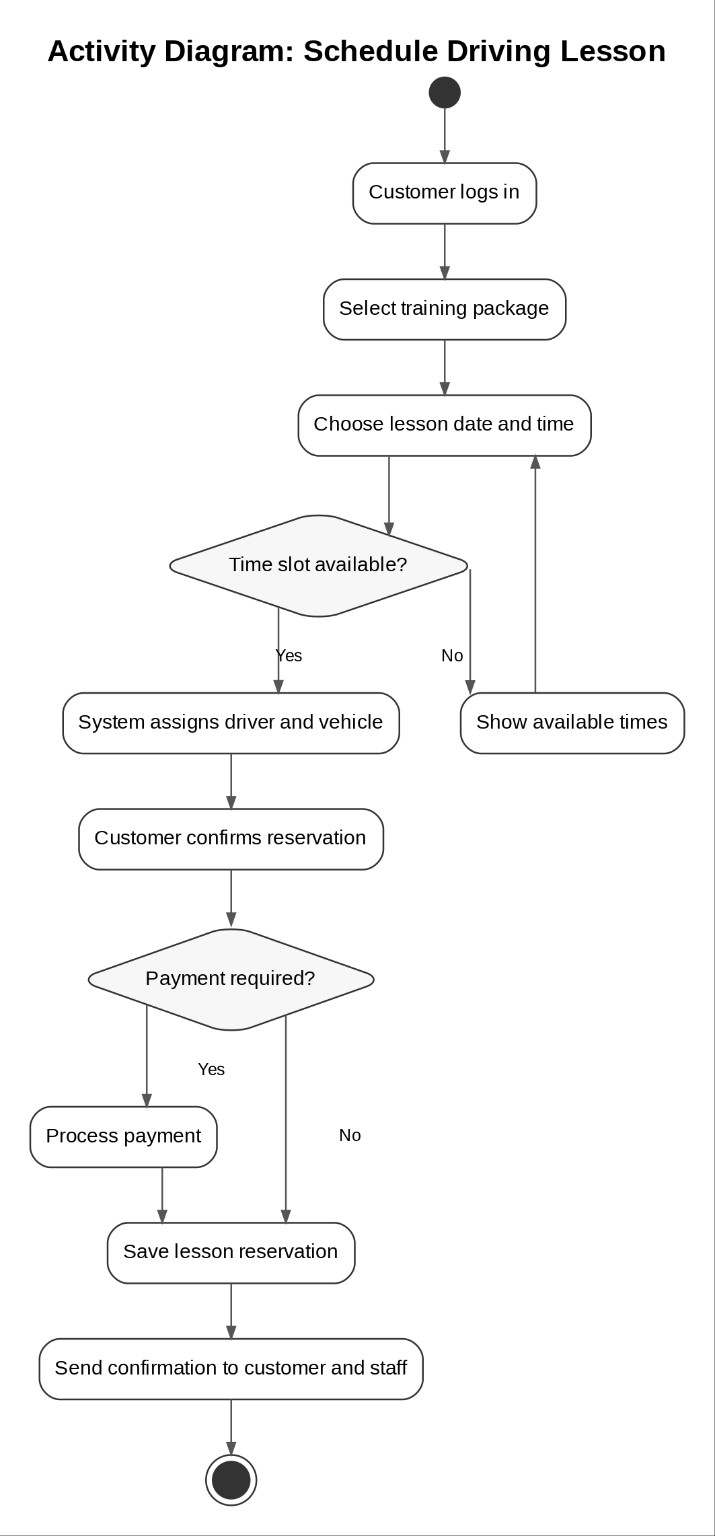 Activity Diagram: Schedule Driving Lesson
Customer logs in
Select training package
Choose lesson date and time
Time slot available?
Yes
No
System assigns driver and vehicle
Show available times
Customer confirms reservation
Payment required?
Yes
No
Process payment
Save lesson reservation
Send confirmation to customer and staff